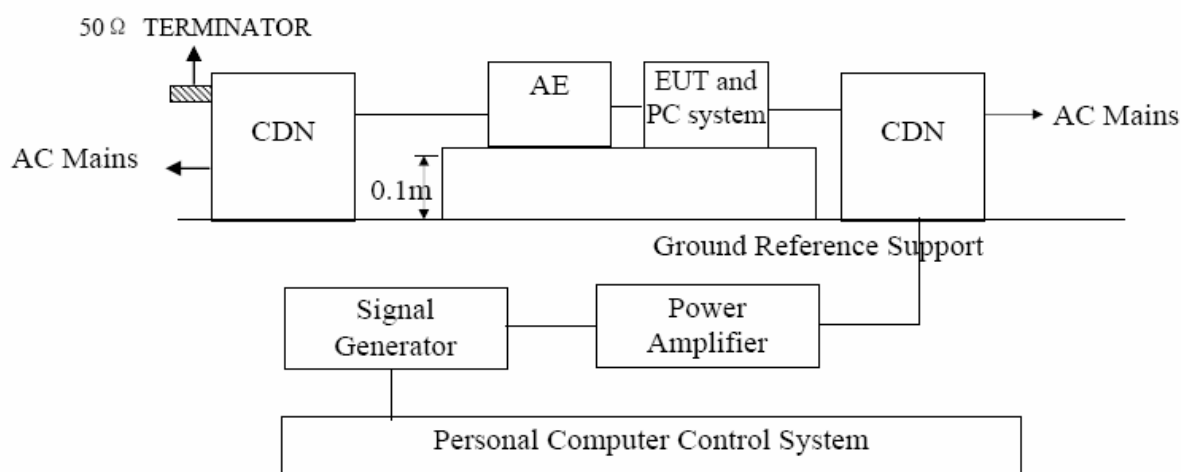 50Ω TERMINATOR
AE
EUT and
PC system
CDN
CDN
AC Mains
AC Mains
0.1m
Ground Reference Support
Signal
Generator
Power
Amplifier
Personal Computer Control System